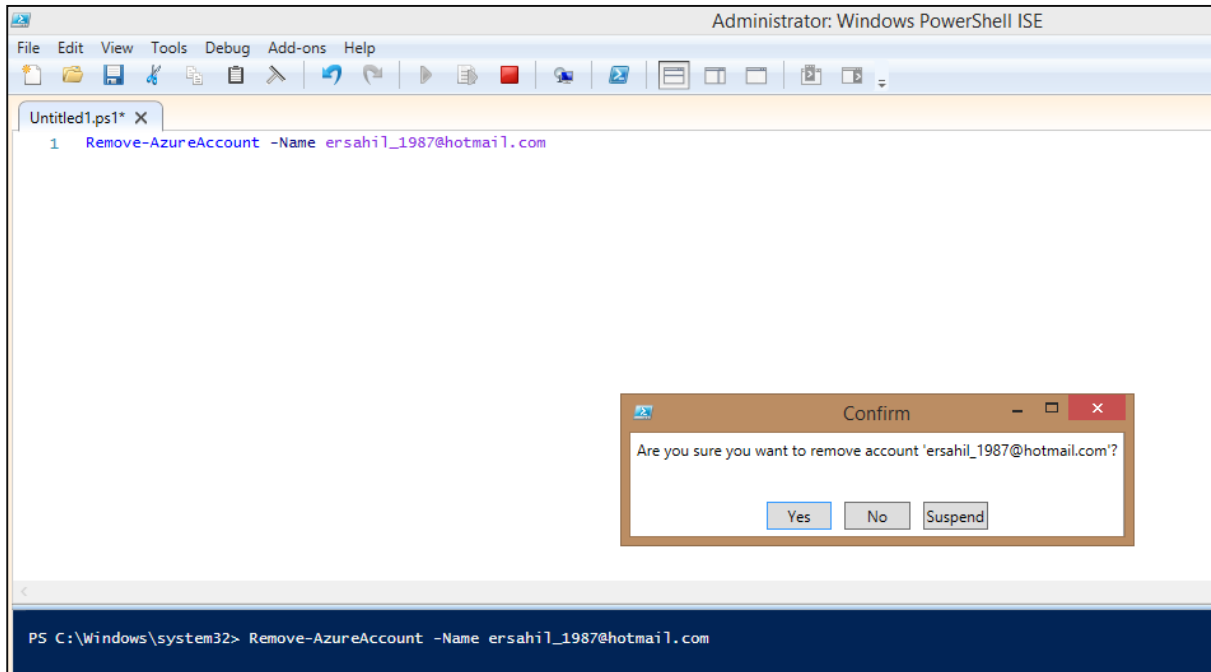 Administrator: Windows PowerShell ISE
File Edit View Tools Debug Add-ons Help
Untitled1.ps1* X
1 Remove-AzureAccount -Name ersahil_1987@hotmail.com
Confirm
Are you sure you want to remove account 'ersahil_1987@hotmail.com'?
Yes No Suspend
PS C:\Windows\system32> Remove-AzureAccount -Name ersahil_1987@hotmail.com